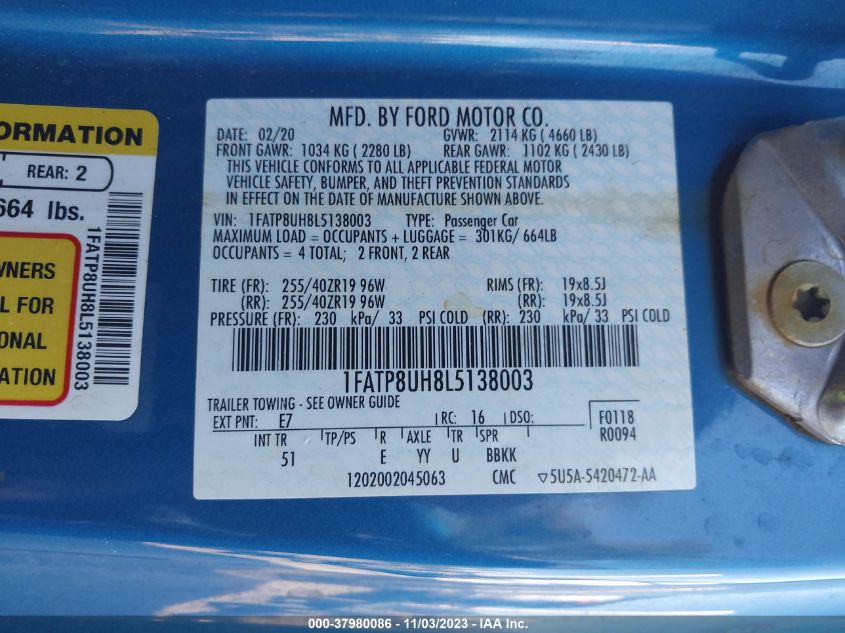 ORMATION
REAR: 2
664 lbs.
WNERS
L FOR
ONAL
ATION
1FATP8UH8L5138003
MFD. BY FORD MOTOR CO.
DATE: 02/20 GVWR: 2114 KG ( 4660 LB)
FRONT GAWR: 1034 KG ( 2280 LB) REAR GAWR: 1102 KG ( 2430 LB)
THIS VEHICLE CONFORMS TO ALL APPLICABLE FEDERAL MOTOR
VEHICLE SAFETY, BUMPER, AND THEFT PREVENTION STANDARDS
IN EFFECT ON THE DATE OF MANUFACTURE SHOWN ABOVE.
VIN: 1FATP8UH8L5138003 TYPE: Passenger Car
MAXIMUM LOAD = OCCUPANTS + LUGGAGE = 301KG/ 664LB
OCCUPANTS = 4 TOTAL; 2 FRONT, 2 REAR
TIRE (FR): 255/40ZR19 96W RIMS (FR): 19x8.5J
(RR): 255/40ZR19 96W (RR): 19x8.5J
PRESSURE (FR): 230 kPa/ 33 PSI COLD (RR): 230 kPa/ 33 PSI COLD
1FATP8UH8L5138003
TRAILER TOWING - SEE OWNER GUIDE
EXT PNT: E7 RC: 16 DSO: F0118
R0094
INT TR TP/PS R AXLE TR SPR
51 E YY U BBKK
1202002045063 CMC ▽5U5A-5420472-AA
000-37980086 - 11/03/2023 - IAA Inc.